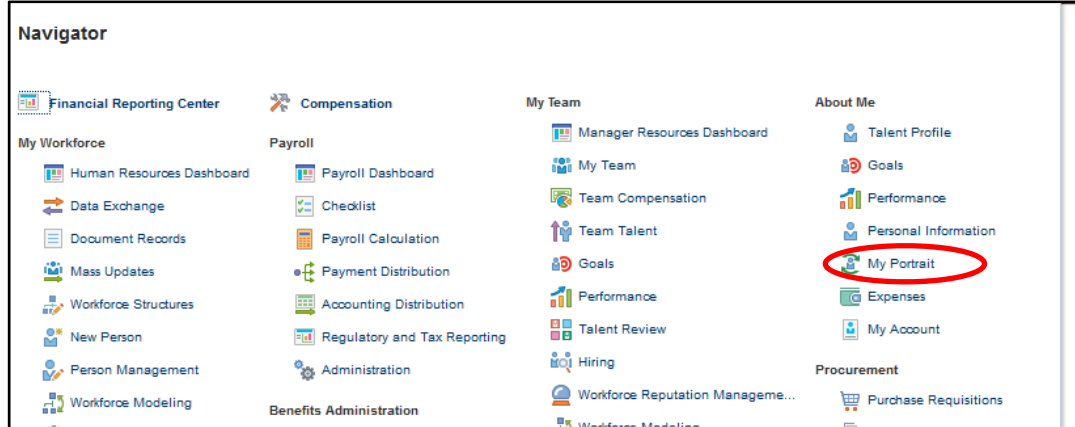 Navigator
Financial Reporting Center
My Workforce
Human Resources Dashboard
Data Exchange
Document Records
Mass Updates
Workforce Structures
New Person
Person Management
Workforce Modeling
Compensation
Payroll
Payroll Dashboard
Checklist
Payroll Calculation
Payment Distribution
Accounting Distribution
Regulatory and Tax Reporting
Administration
Benefits Administration
My Team
Manager Resources Dashboard
My Team
Team Compensation
Team Talent
Goals
Performance
Talent Review
Hiring
Workforce Reputation Manageme...
Workforce Modeling
About Me
Talent Profile
Goals
Performance
Personal Information
My Portrait
Expenses
My Account
Procurement
Purchase Requisitions